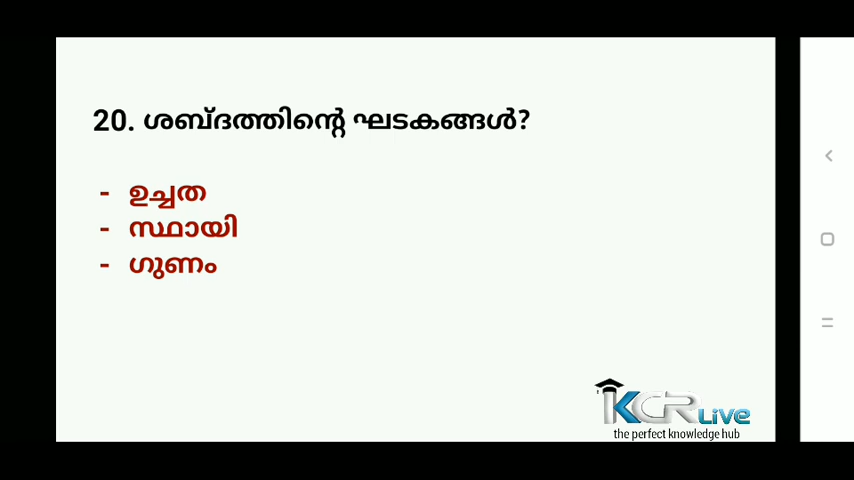 20. ശബ്ദത്തിന്റെ ഘടകങ്ങൾ?
- ഉച്ചത
- സ്ഥായി
- ഗുണം
KCR LIVE
the perfect knowledge hub